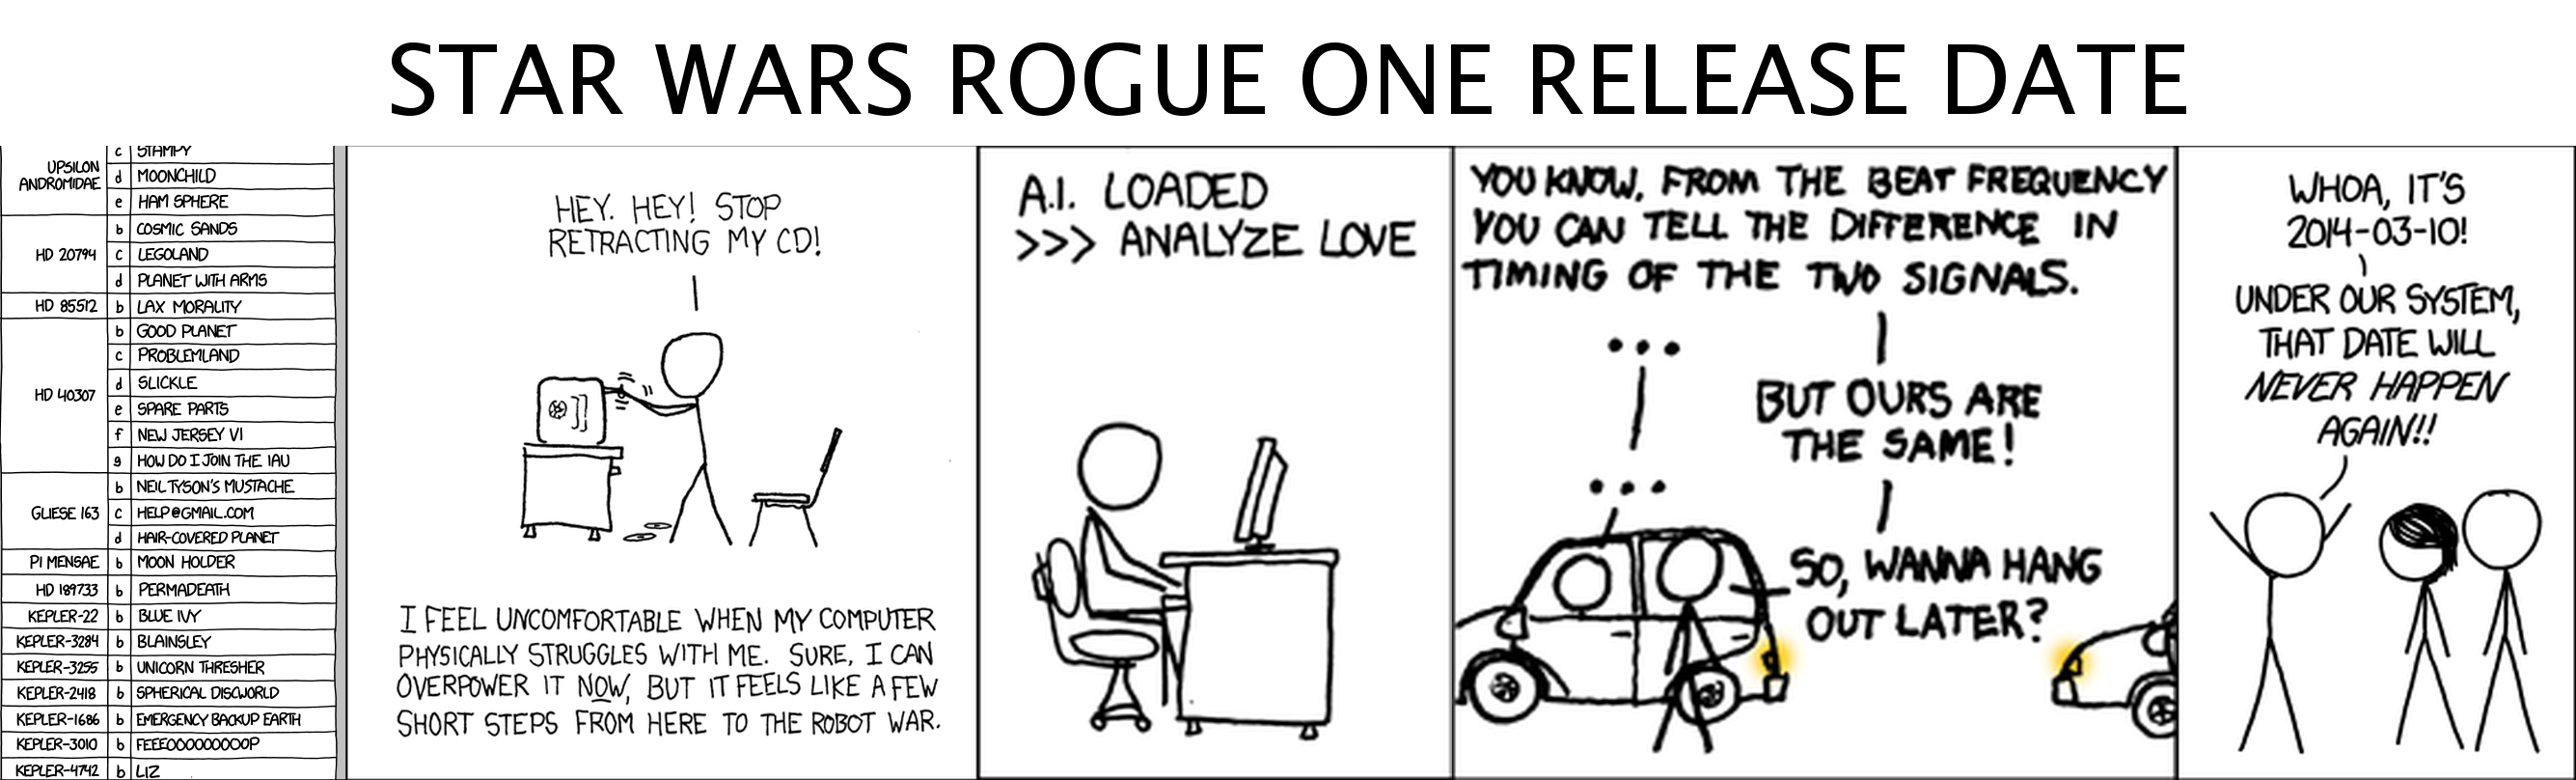 STAR WARS ROGUE ONE RELEASE DATE
UPSILON
ANDROMIDAE
c STAMPY
d MOONCHILD
e HAM SPHERE
HD 20794
b COSMIC SANDS
c LEGOLAND
d PLANET WITH ARMS
HD 85512 b LAX MORALITY
HD 40307
b GOOD PLANET
c PROBLEMLAND
d SLICKLE
e SPARE PARTS
f NEW JERSEY VI
g HOW DO I JOIN THE IAU
GLIESE 163
b NEIL TYSON'S MUSTACHE
c HELP@GMAIL.COM
d HAIR-COVERED PLANET
PI MENSAE b MOON HOLDER
HD 189733 b PERMADEATH
KEPLER-22 b BLUE IVY
KEPLER-3284 b BLAINSLEY
KEPLER-3255 b UNICORN THRESHER
KEPLER-2418 b SPHERICAL DISCWORLD
KEPLER-1686 b EMERGENCY BACKUP EARTH
KEPLER-3010 b FEEEOOOOOOOOOP
KEPLER-4742 b LIZ
HEY. HEY! STOP
RETRACTING MY CD!
I FEEL UNCOMFORTABLE WHEN MY COMPUTER
PHYSICALLY STRUGGLES WITH ME. SURE, I CAN
OVERPOWER IT NOW, BUT IT FEELS LIKE A FEW
SHORT STEPS FROM HERE TO THE ROBOT WAR.
A.I. LOADED
>>> ANALYZE LOVE
YOU KNOW, FROM THE BEAT FREQUENCY
YOU CAN TELL THE DIFFERENCE IN
TIMING OF THE TWO SIGNALS.
...
BUT OURS ARE
THE SAME!
...
SO, WANNA HANG
OUT LATER?
WHOA, IT'S
2014-03-10!
UNDER OUR SYSTEM,
THAT DATE WILL
NEVER HAPPEN
AGAIN!!